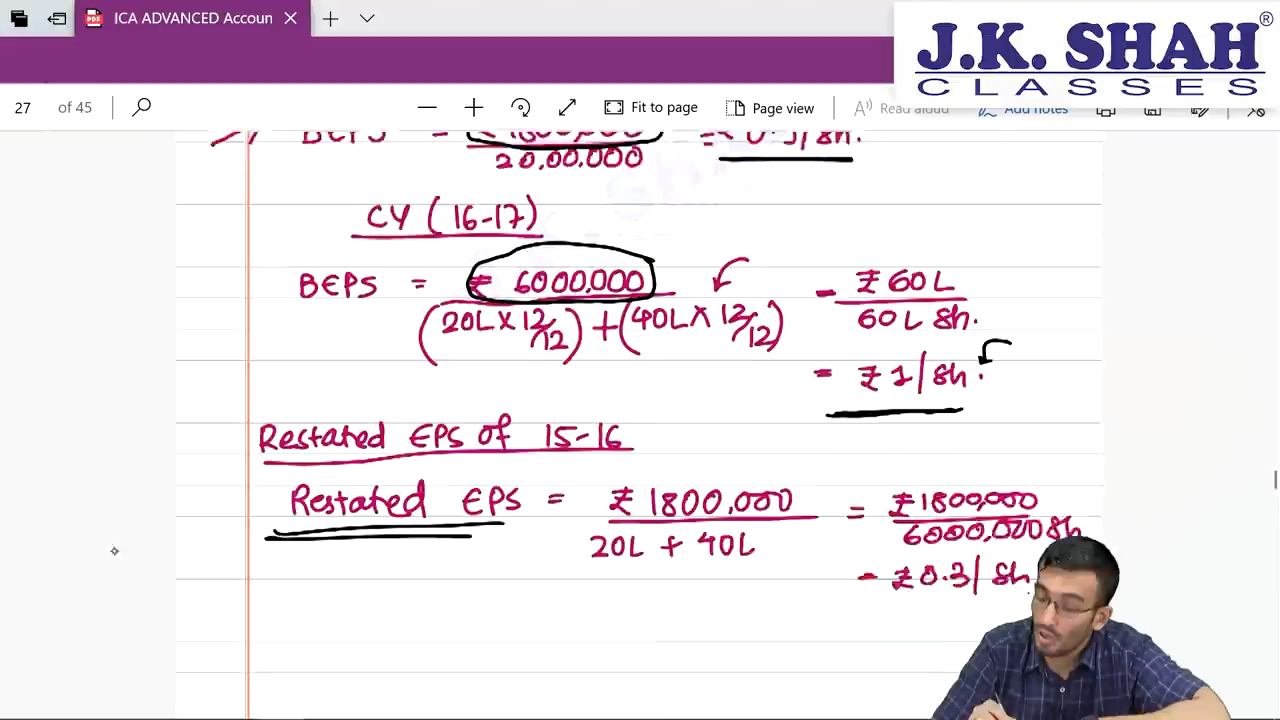 ICA ADVANCED Accoun
J.K. SHAH®
CLASSES
27 of 45
Fit to page
Page view
Read aloud
Add notes
BEPS = = /sh.
20,00,000
CY (16-17)
BEPS = ₹ 6000,000 = ₹ 60L
(20L × 12/12) + (40L × 12/12) 60L sh.
= ₹ 1/sh.
Restated EPS of 15-16
Restated EPS = ₹ 1800,000 = ₹ 1800,000
20L + 40L 6000,000 sh
= ₹ 0.3/sh